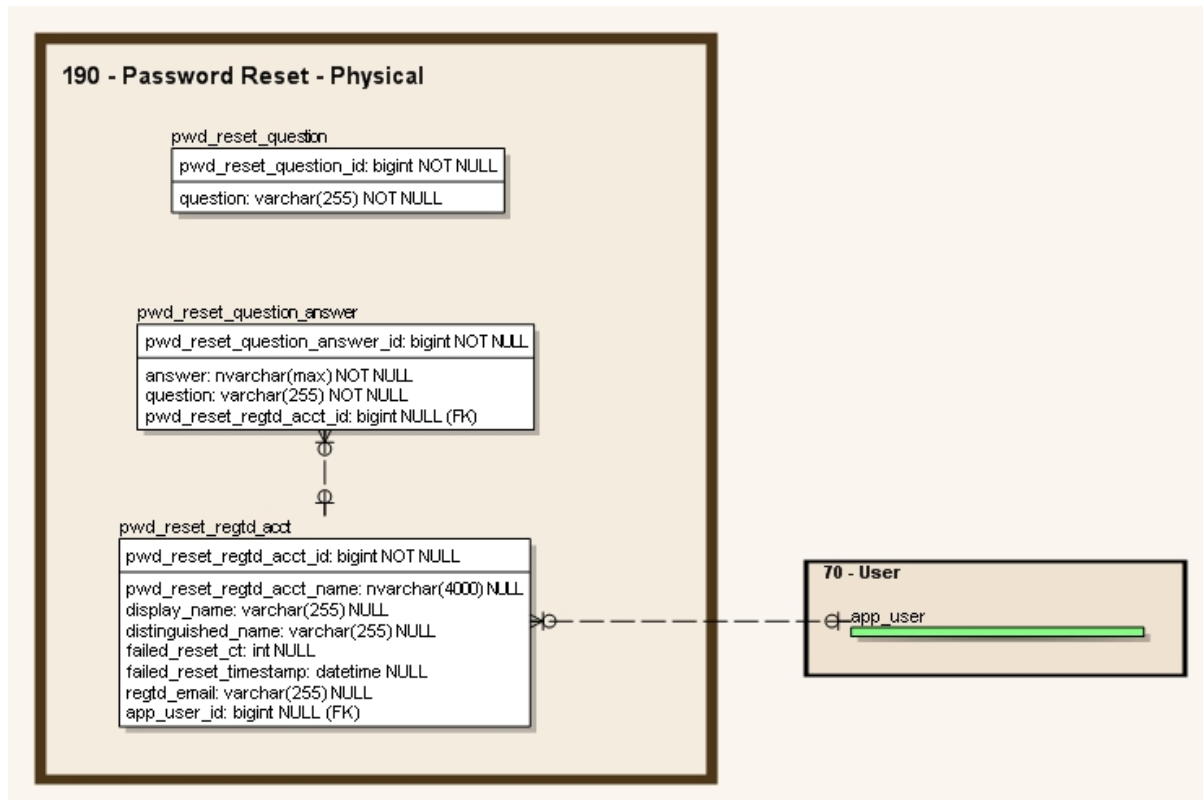 190 - Password Reset - Physical
pwd_reset_question
pwd_reset_question_id: bigint NOT NULL
question: varchar(255) NOT NULL
pwd_reset_question_answer
pwd_reset_question_answer_id: bigint NOT NULL
answer: nvarchar(max) NOT NULL
question: varchar(255) NOT NULL
pwd_reset_regtd_acct_id: bigint NULL (FK)
pwd_reset_regtd_acct
pwd_reset_regtd_acct_id: bigint NOT NULL
pwd_reset_regtd_acct_name: nvarchar(4000) NULL
display_name: varchar(255) NULL
distinguished_name: varchar(255) NULL
failed_reset_ct: int NULL
failed_reset_timestamp: datetime NULL
regtd_email: varchar(255) NULL
app_user_id: bigint NULL (FK)
70 - User
app_user